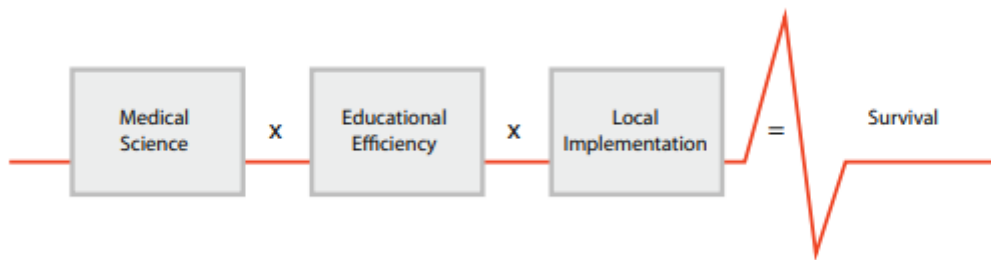 Medical
Science
x
Educational
Efficiency
x
Local
Implementation
=
Survival